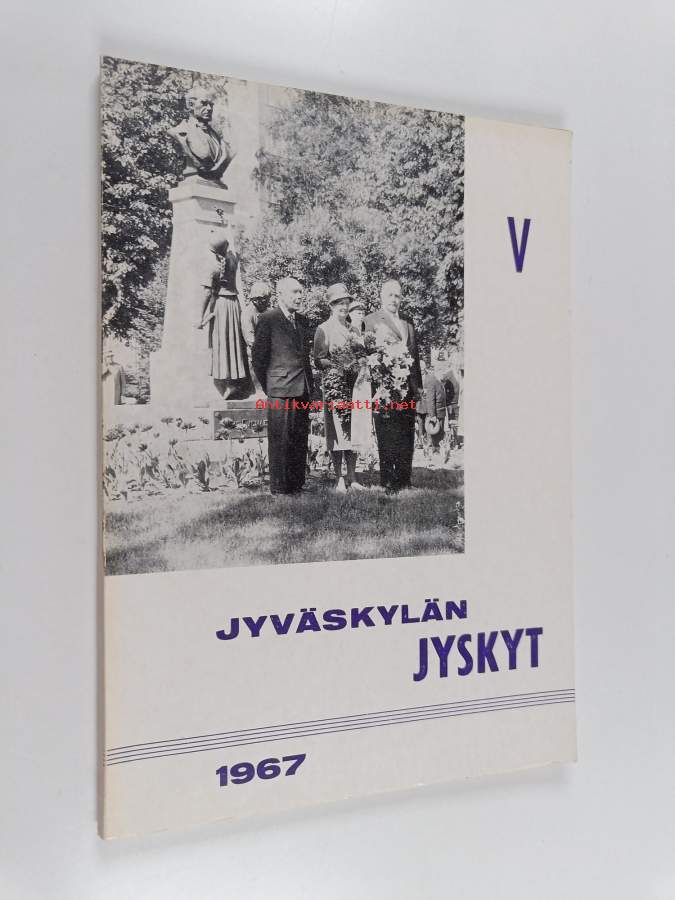 V
Antikvariaatti.net
JYVÄSKYLÄN
JYSKYT
1967